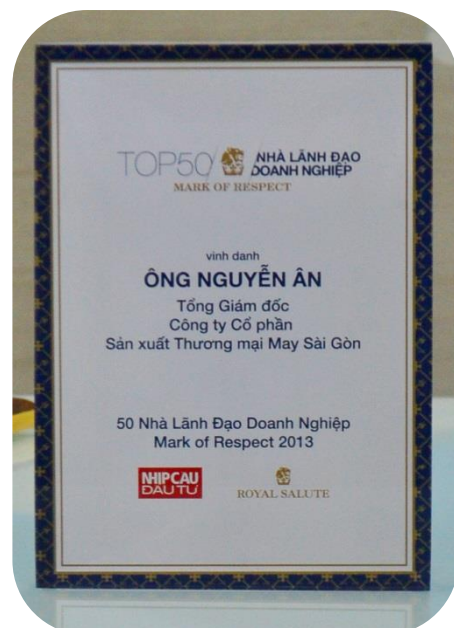 TOP50 NHÀ LÃNH ĐẠO
DOANH NGHIỆP
MARK OF RESPECT
vinh danh
ÔNG NGUYỄN ÂN
Tổng Giám đốc
Công ty Cổ phần
Sản xuất Thương mại May Sài Gòn
50 Nhà Lãnh Đạo Doanh Nghiệp
Mark of Respect 2013
NHỊP CẦU
ĐẦU TƯ
ROYAL SALUTE